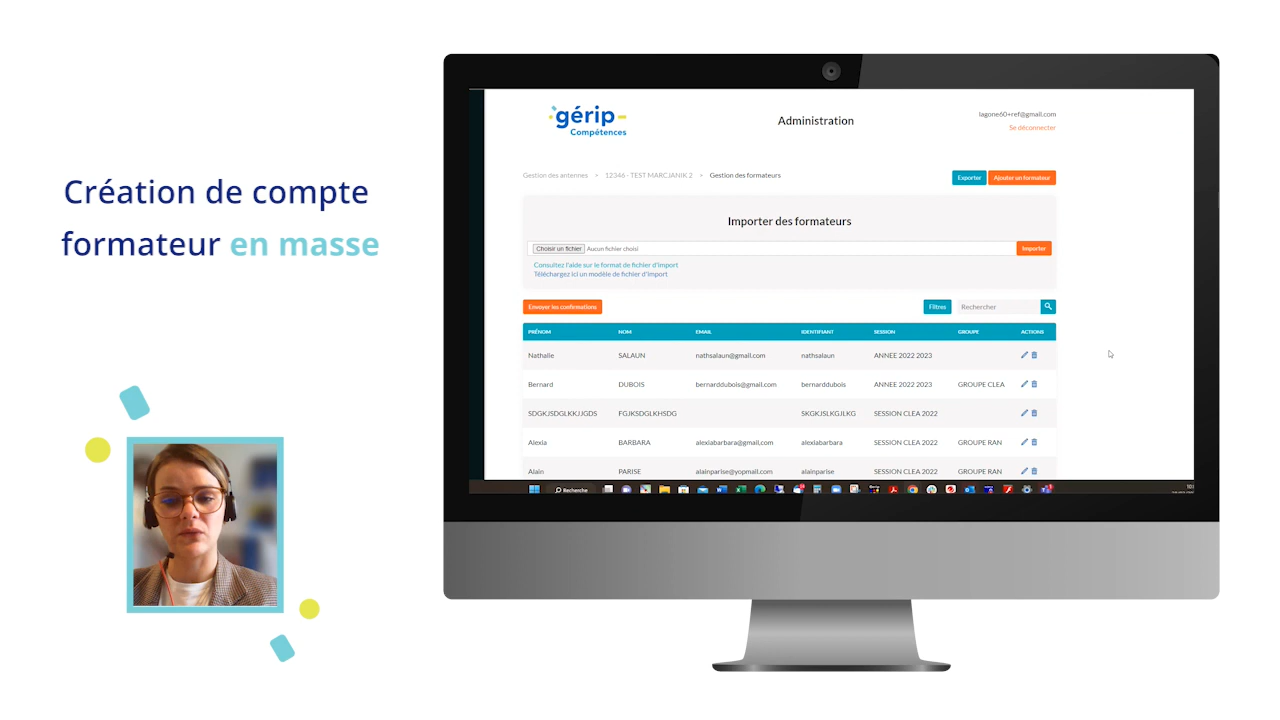 Création de compte
formateur en masse
gérip
Compétences
Administration
lagone60+ref@gmail.com
Se déconnecter
Gestion des antennes > 12346 - TEST MARCJANIK 2 > Gestion des formateurs
Exporter
Ajouter un formateur
Importer des formateurs
Choisir un fichier Aucun fichier choisi
Importer
Consultez l'aide sur le format de fichier d'import
Téléchargez ici un modèle de fichier d'import
Envoyer les confirmations
Filtres
Rechercher
PRÉNOM NOM EMAIL IDENTIFIANT SESSION GROUPE ACTIONS
Nathalie SALAUN nathsalaun@gmail.com nathsalaun ANNEE 2022 2023
Bernard DUBOIS bernarddubois@gmail.com bernarddubois ANNEE 2022 2023 GROUPE CLEA
SDGKJSDGLKKJJGDS FGJKSDGLKHSDG SKGKJSLKGJLKG SESSION CLEA 2022
Alexia BARBARA alexiabarbara@gmail.com alexiabarbara SESSION CLEA 2022 GROUPE RAN
Alain PARISE alainparise@yopmail.com alainparise SESSION CLEA 2022 GROUPE RAN
Recherche